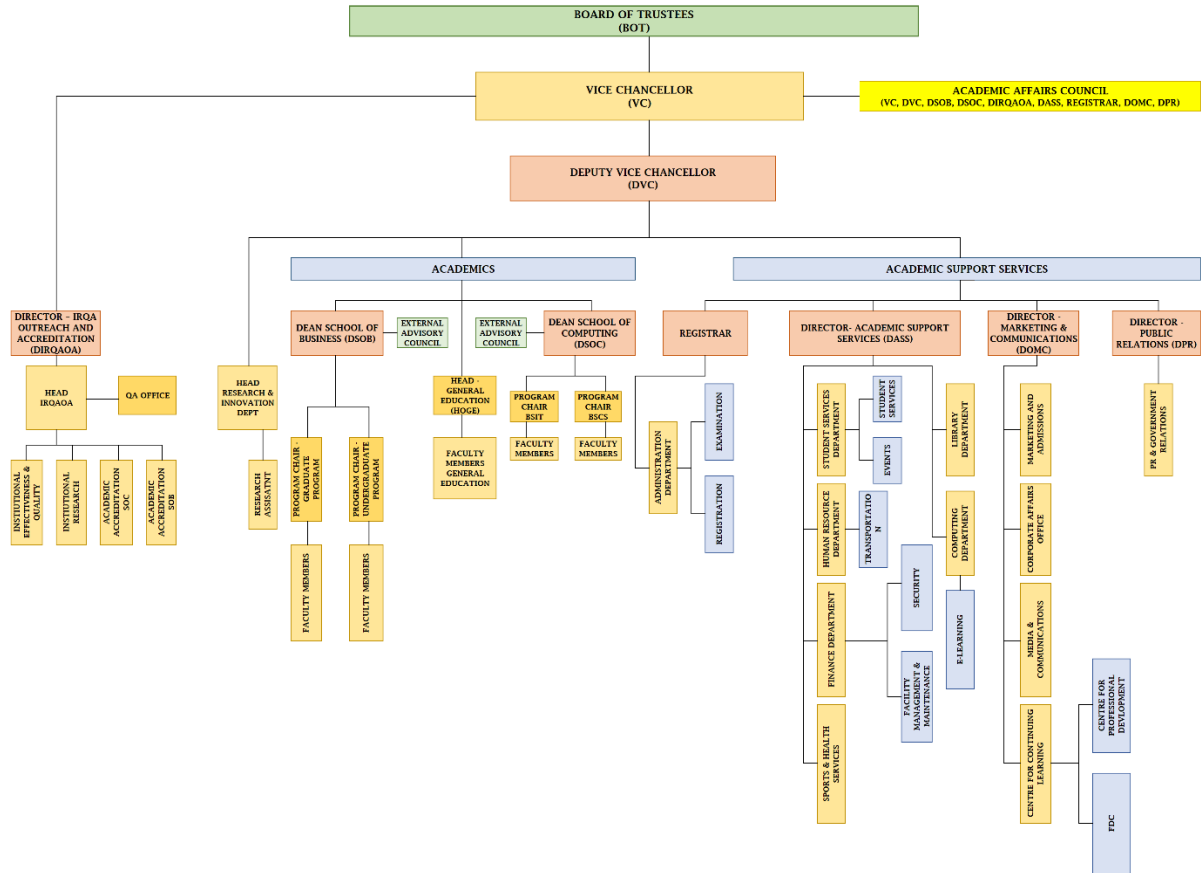 BOARD OF TRUSTEES
(BOT)
VICE CHANCELLOR
(VC)
ACADEMIC AFFAIRS COUNCIL
(VC, DVC, DSOB, DSOC, DIRQAOA, DASS, REGISTRAR, DOMC, DPR)
DEPUTY VICE CHANCELLOR
(DVC)
ACADEMICS
ACADEMIC SUPPORT SERVICES
DIRECTOR – IRQA
OUTREACH AND
ACCREDITATION
(DIRQAOA)
DEAN SCHOOL OF
BUSINESS (DSOB)
EXTERNAL
ADVISORY
COUNCIL
EXTERNAL
ADVISORY
COUNCIL
DEAN SCHOOL OF
COMPUTING
(DSOC)
REGISTRAR
DIRECTOR- ACADEMIC SUPPORT
SERVICES (DASS)
DIRECTOR -
MARKETING &
COMMUNICATIONS
(DOMC)
DIRECTOR -
PUBLIC
RELATIONS (DPR)
HEAD
IRQAOA
QA OFFICE
HEAD
RESEARCH &
INNOVATION
DEPT
HEAD -
GENERAL
EDUCATION
(HOGE)
PROGRAM
CHAIR
BSIT
PROGRAM
CHAIR
BSCS
FACULTY
MEMBERS
FACULTY
MEMBERS
FACULTY
MEMBERS
GENERAL
EDUCATION
INSTIUTIONAL
EFFECTIVENESS &
QUALITY
INSTIUTIONAL
RESEARCH
ACADEMIC
ACCREDITATION
SOC
ACADEMIC
ACCREDITATION
SOB
RESEARCH
ASSISATNT
PROGRAM CHAIR -
GRADUATE
PROGRAM
PROGRAM CHAIR -
UNDERGRADUATE
PROGRAM
FACULTY MEMBERS
FACULTY MEMBERS
ADMINISTRATION
DEPARTMENT
EXAMINATION
REGISTRATION
STUDENT SERVICES
DEPARTMENT
STUDENT
SERVICES
EVENTS
LIBRARY
DEPARTMENT
HUMAN RESOURCE
DEPARTMENT
TRANSPORTATIO
N
COMPUTING
DEPARTMENT
E-LEARNING
FINANCE DEPARTMENT
SECURITY
FACILITY
MANAGEMENT &
MAINTENANCE
SPORTS & HEALTH
SERVICES
MARKETING AND
ADMISSIONS
CORPORATE AFFAIRS
OFFICE
MEDIA &
COMMUNICATIONS
CENTRE FOR CONTINUING
LEARNING
CENTRE FOR
PROFESSIONAL
DEVLOPMENT
FDC
PR & GOVERNMENT
RELATIONS